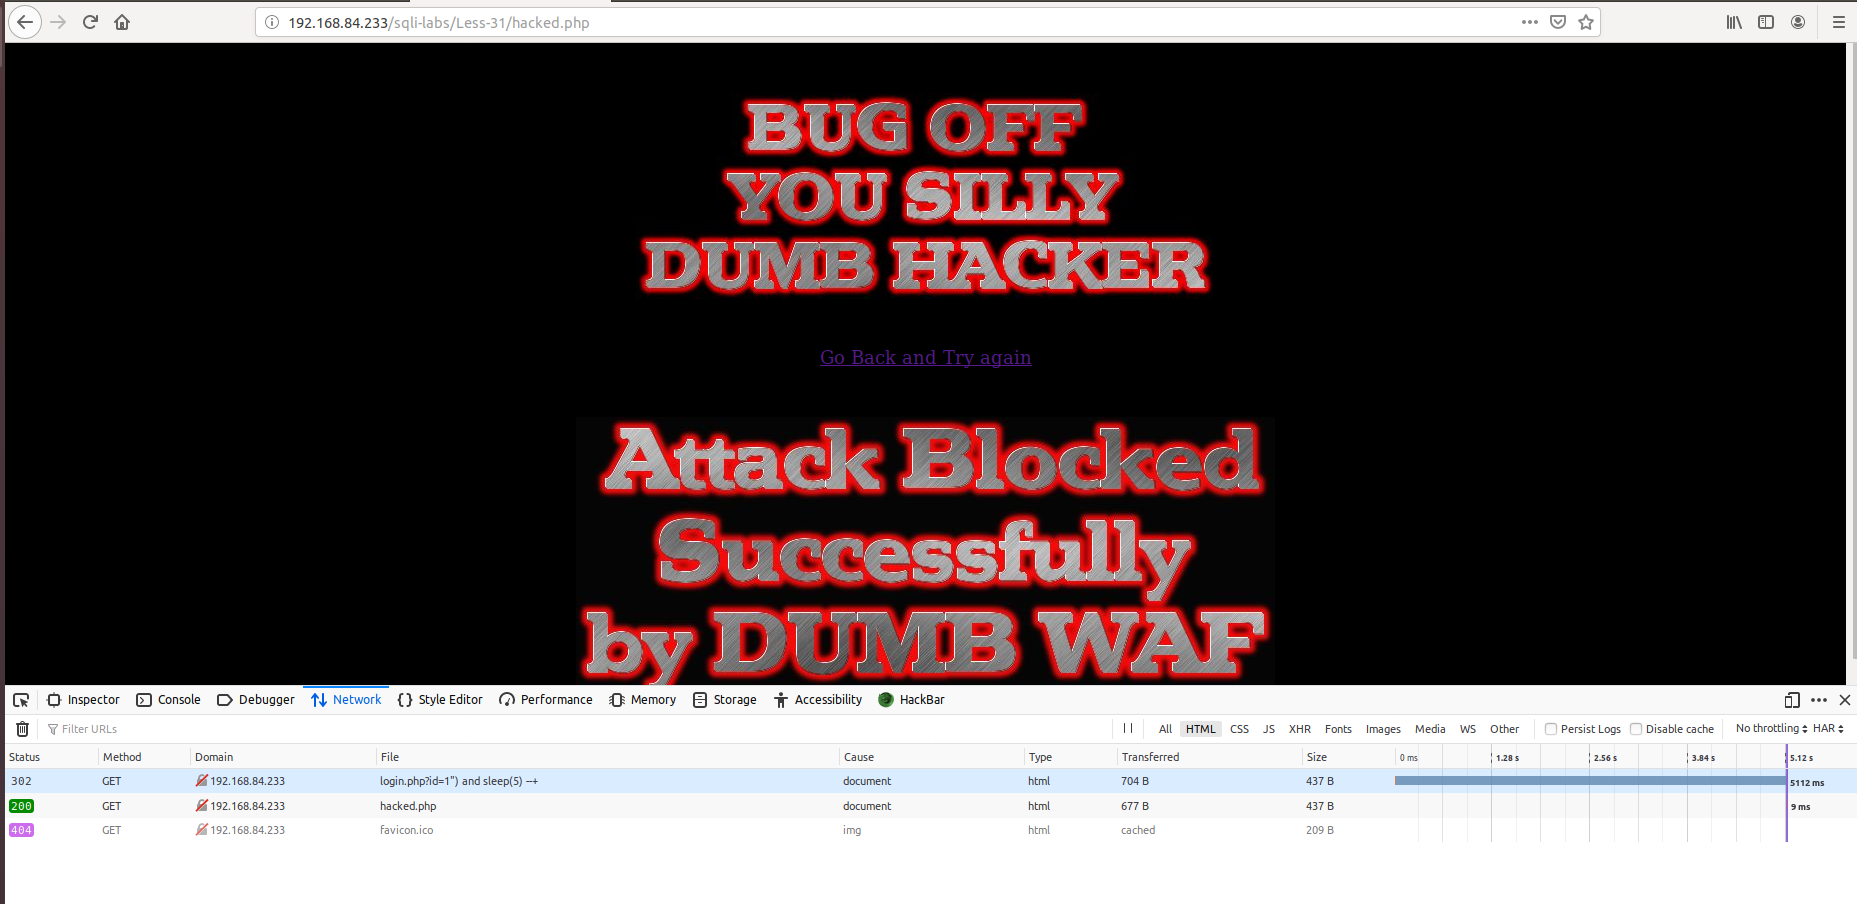 192.168.84.233/sqli-labs/Less-31/hacked.php
BUG OFF
YOU SILLY
DUMB HACKER
Go Back and Try again
Attack Blocked
Successfully
by DUMB WAF
Inspector Console Debugger Network Style Editor Performance Memory Storage Accessibility HackBar
Filter URLs All HTML CSS JS XHR Fonts Images Media WS Other Persist Logs Disable cache No throttling HAR
Status Method Domain File Cause Type Transferred Size 0 ms 1.28 s 2.56 s 3.84 s 5.12 s
302 GET 192.168.84.233 login.php?id=1") and sleep(5) --+ document html 704 B 437 B 5112 ms
200 GET 192.168.84.233 hacked.php document html 677 B 437 B 9 ms
404 GET 192.168.84.233 favicon.ico img html cached 209 B